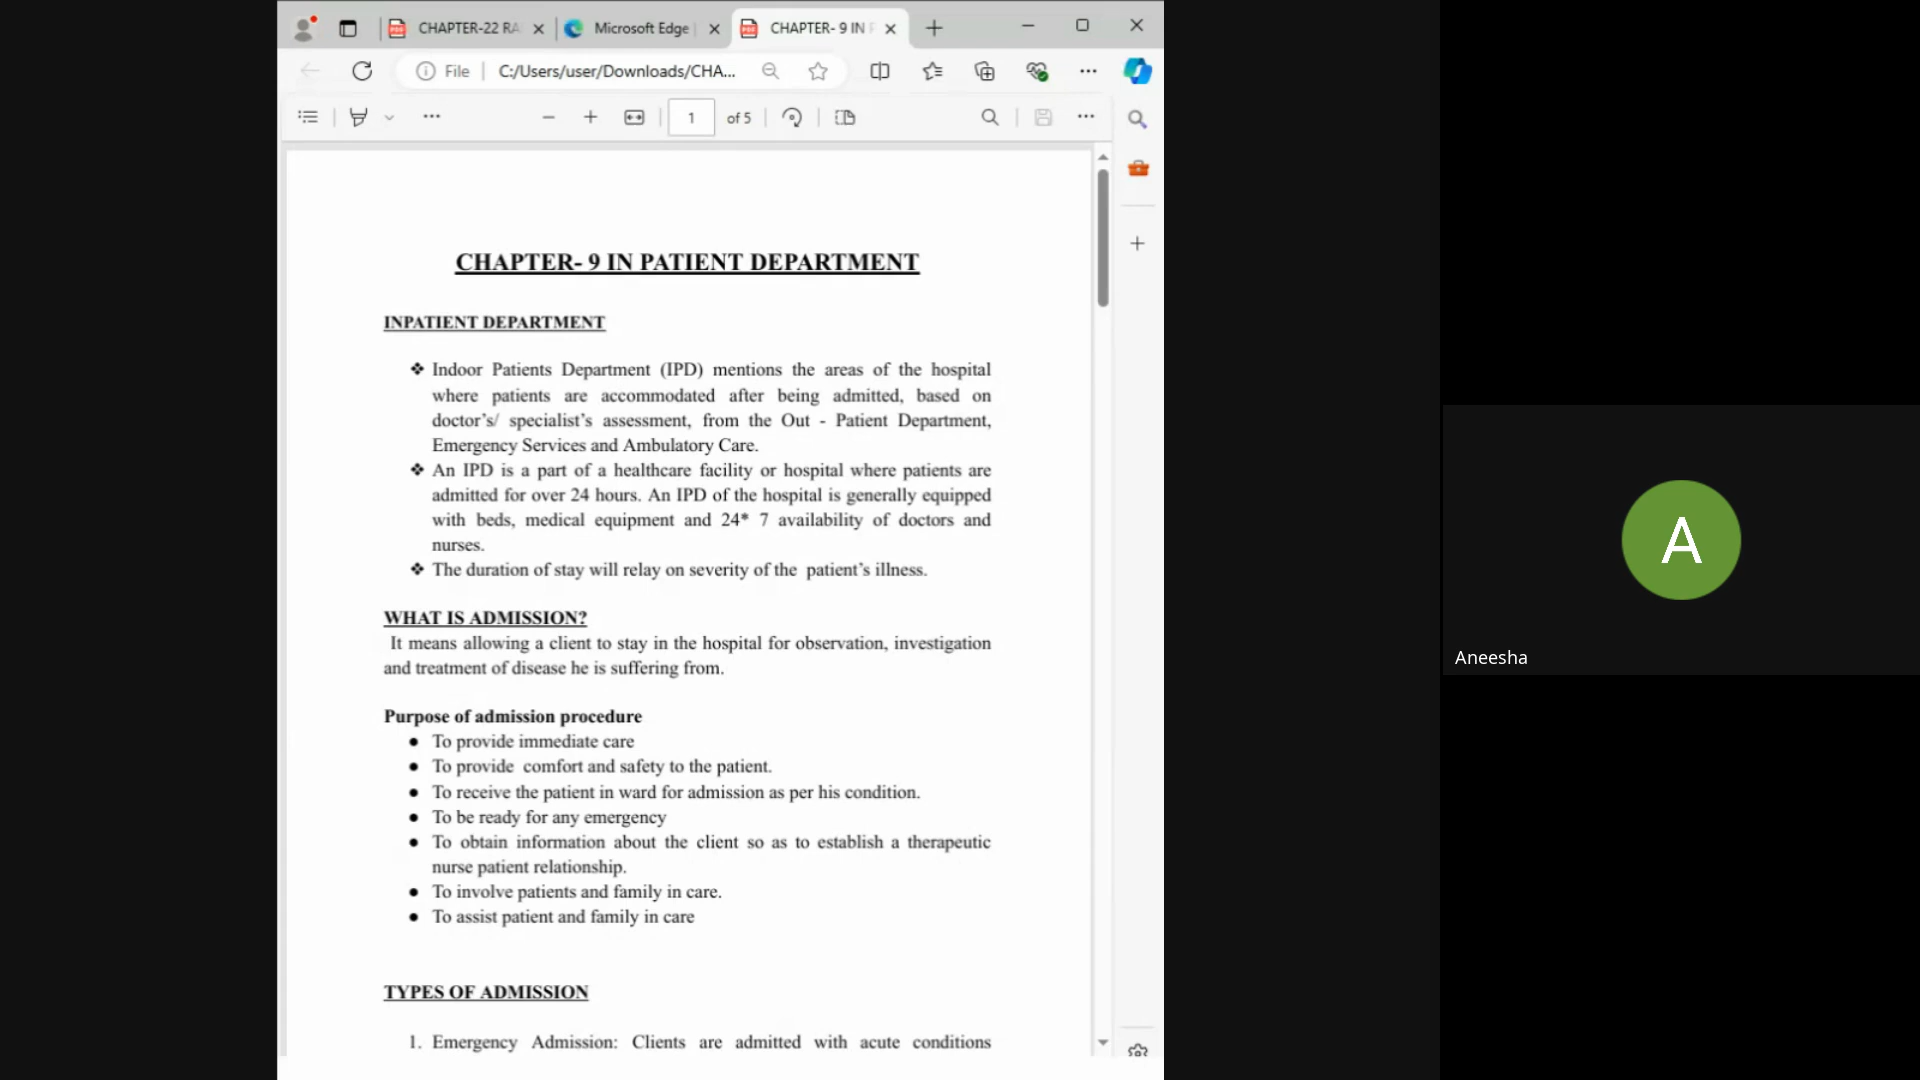 CHAPTER-22 RA
Microsoft Edge
CHAPTER- 9 IN P
File
C:/Users/user/Downloads/CHA...
1
of 5
CHAPTER- 9 IN PATIENT DEPARTMENT
INPATIENT DEPARTMENT
❖ Indoor Patients Department (IPD) mentions the areas of the hospital
where patients are accommodated after being admitted, based on
doctor's/ specialist's assessment, from the Out - Patient Department,
Emergency Services and Ambulatory Care.
❖ An IPD is a part of a healthcare facility or hospital where patients are
admitted for over 24 hours. An IPD of the hospital is generally equipped
with beds, medical equipment and 24* 7 availability of doctors and
nurses.
❖ The duration of stay will relay on severity of the patient's illness.
WHAT IS ADMISSION?
It means allowing a client to stay in the hospital for observation, investigation
and treatment of disease he is suffering from.
Purpose of admission procedure
● To provide immediate care
● To provide comfort and safety to the patient.
● To receive the patient in ward for admission as per his condition.
● To be ready for any emergency
● To obtain information about the client so as to establish a therapeutic
nurse patient relationship.
● To involve patients and family in care.
● To assist patient and family in care
TYPES OF ADMISSION
1. Emergency Admission: Clients are admitted with acute conditions
A
Aneesha